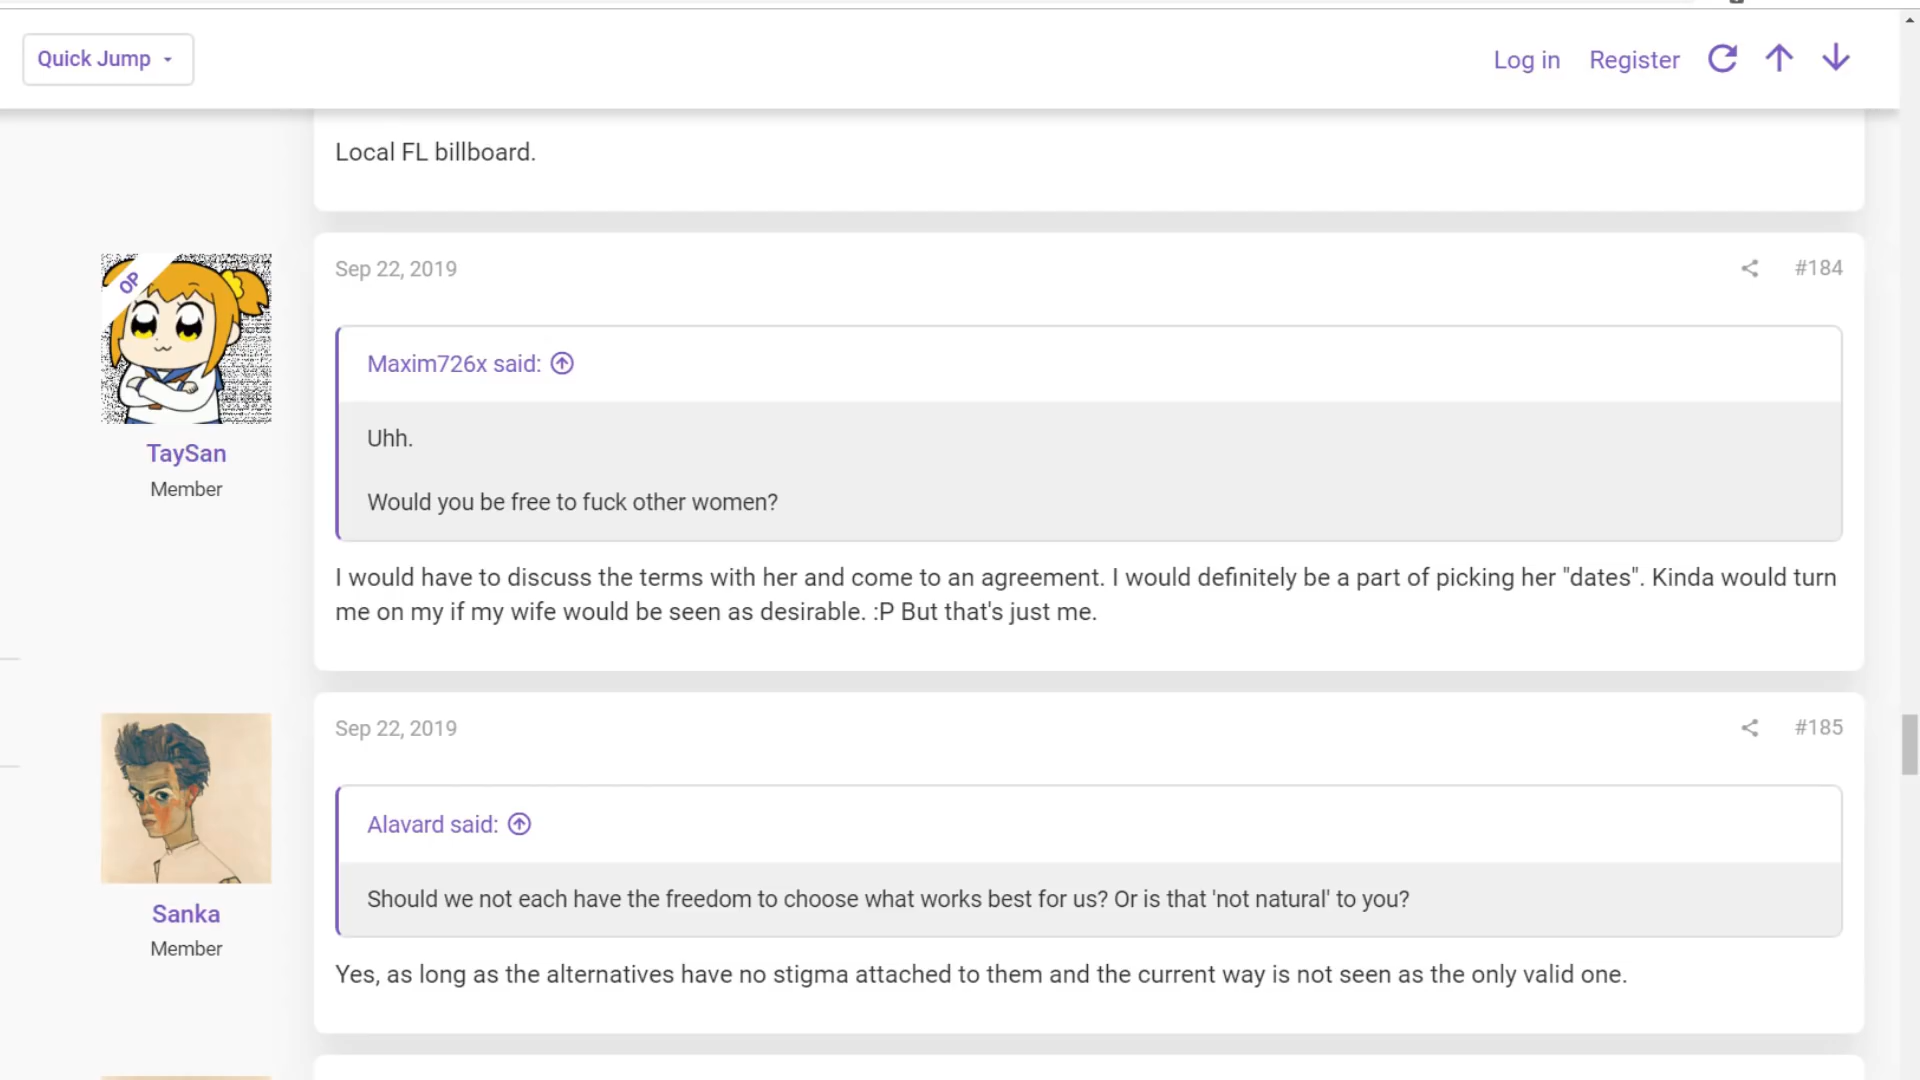 Quick Jump
Log in
Register
Local FL billboard.
OP
TaySan
Member
Sep 22, 2019
#184
Maxim726x said:
Uhh.
Would you be free to fuck other women?
I would have to discuss the terms with her and come to an agreement. I would definitely be a part of picking her "dates". Kinda would turn
me on my if my wife would be seen as desirable. :P But that's just me.
Sanka
Member
Sep 22, 2019
#185
Alavard said:
Should we not each have the freedom to choose what works best for us? Or is that 'not natural' to you?
Yes, as long as the alternatives have no stigma attached to them and the current way is not seen as the only valid one.